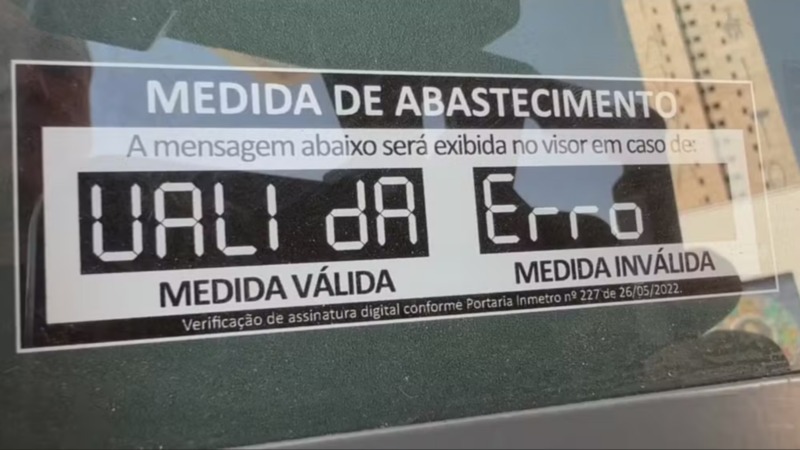 MEDIDA DE ABASTECIMENTO
A mensagem abaixo será exibida no visor em caso de:
VALI dA Erro
MEDIDA VÁLIDA MEDIDA INVÁLIDA
Verificação de assinatura digital conforme Portaria Inmetro nº 227 de 26/05/2022.